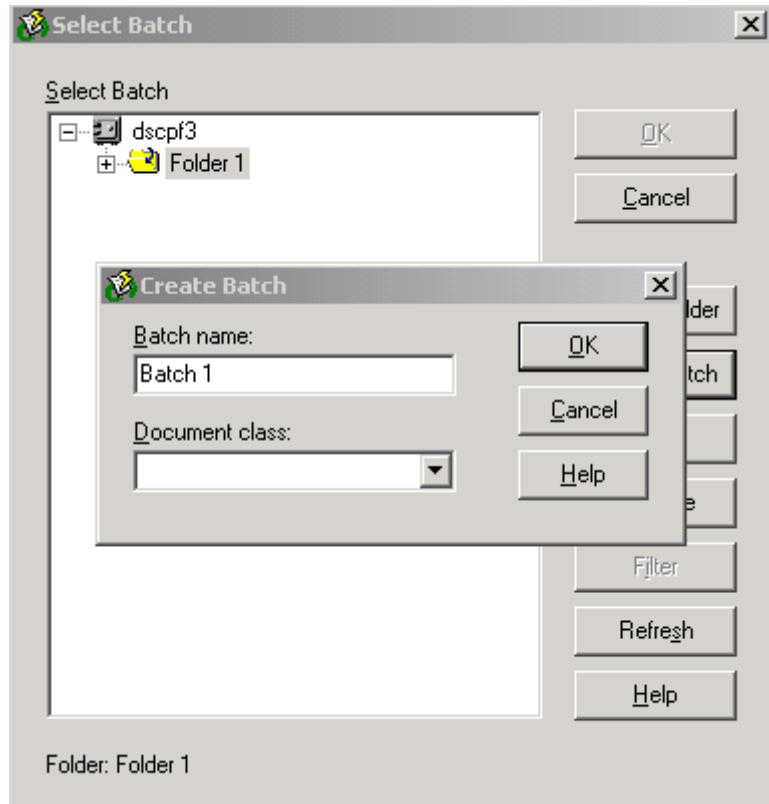 Select Batch
Select Batch
dscpf3
Folder 1
OK
Cancel
Create Batch
Batch name:
Batch 1
OK
Cancel
Document class:
Help
Filter
Refresh
Help
Folder: Folder 1